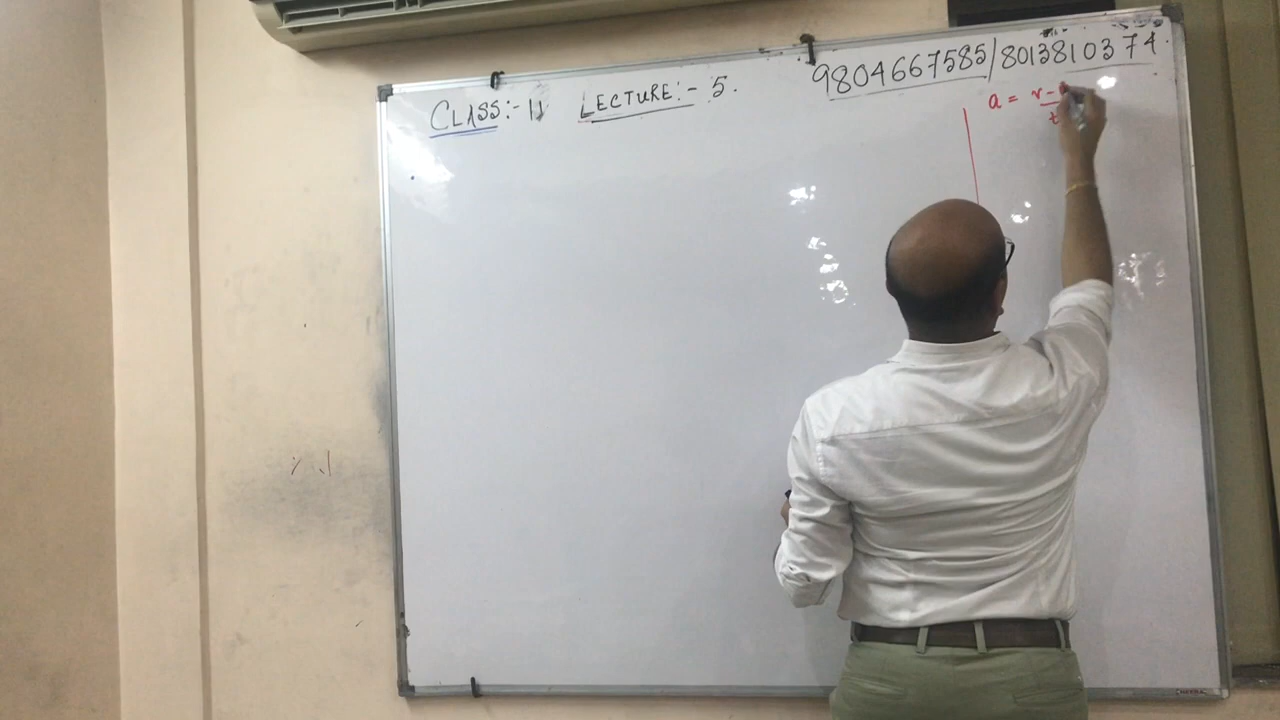 9804667585/8013810374.
CLASS:- 11 LECTURE:- 5.
a = v -
t